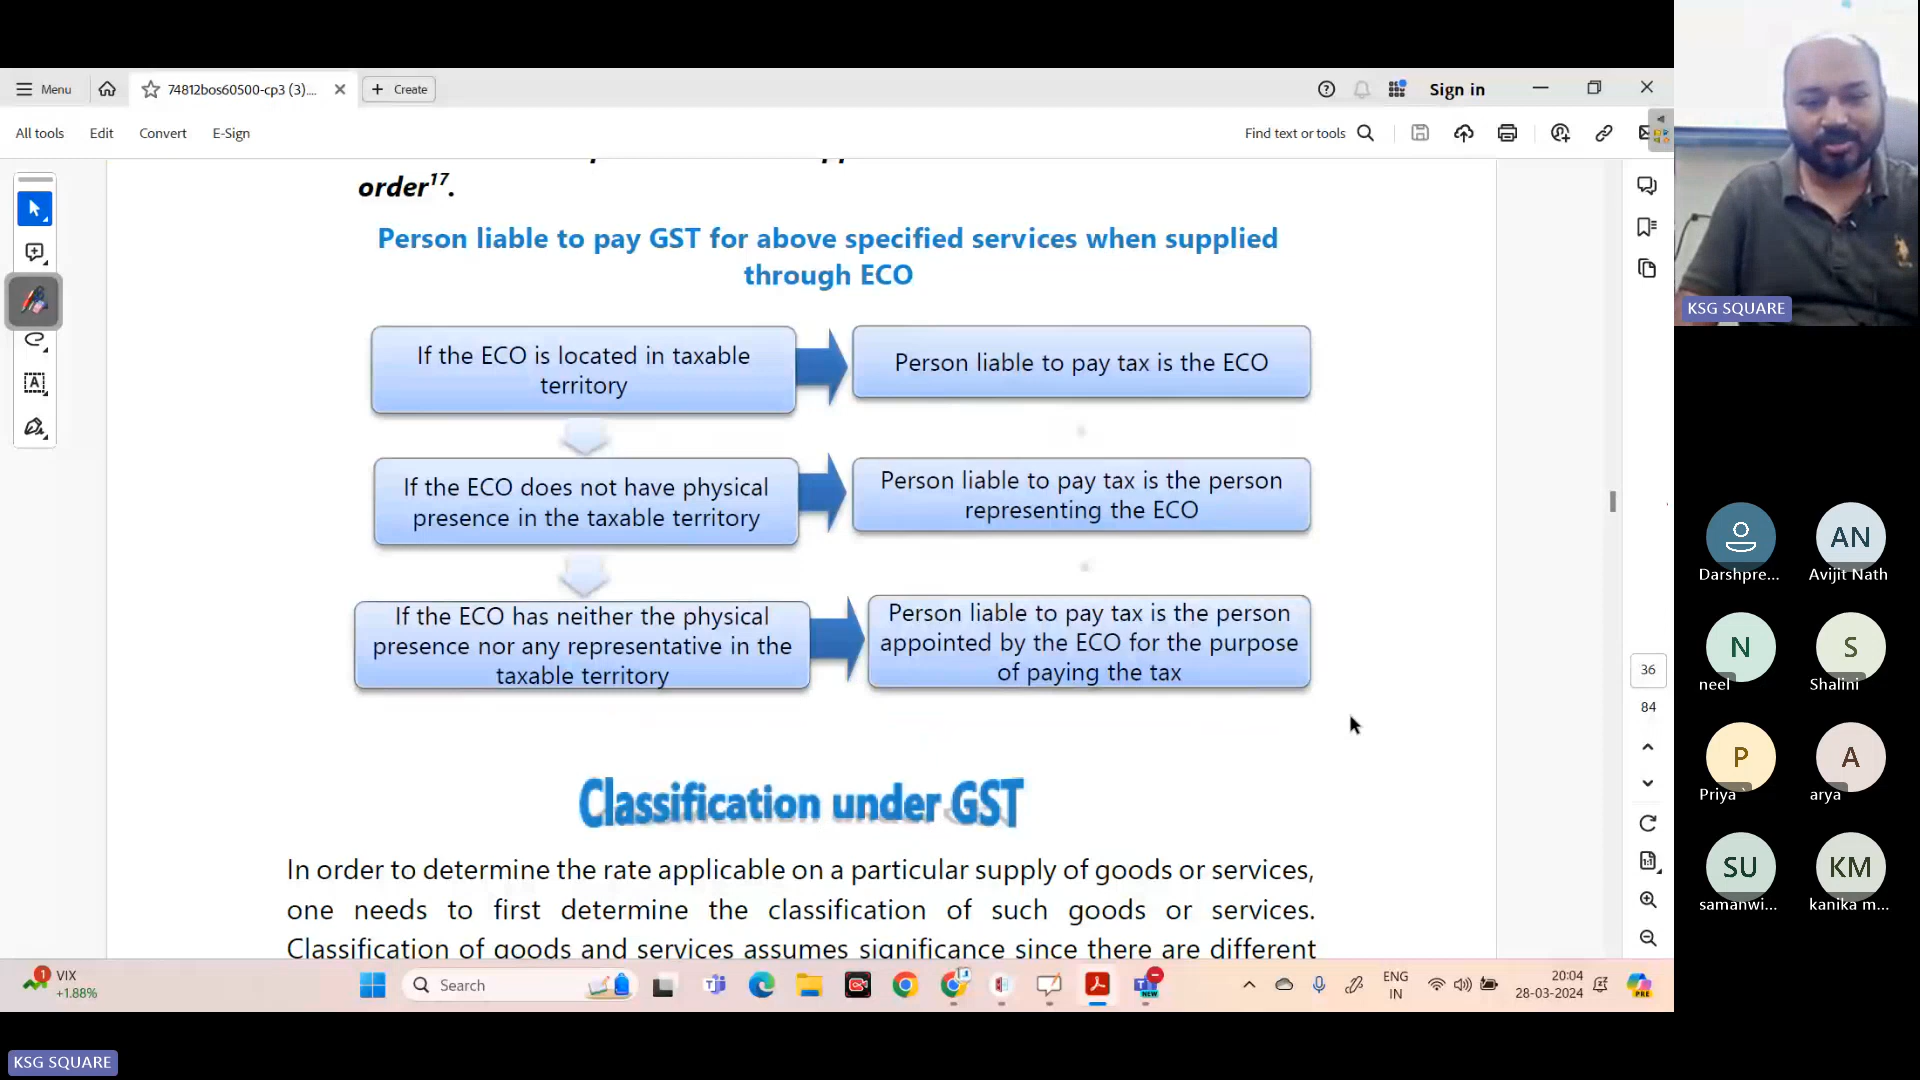 Menu
74812bos60500-cp3 (3)....
Create
Sign in
All tools
Edit
Convert
E-Sign
Find text or tools
order17.
Person liable to pay GST for above specified services when supplied
through ECO
If the ECO is located in taxable
territory
Person liable to pay tax is the ECO
If the ECO does not have physical
presence in the taxable territory
Person liable to pay tax is the person
representing the ECO
If the ECO has neither the physical
presence nor any representative in the
taxable territory
Person liable to pay tax is the person
appointed by the ECO for the purpose
of paying the tax
Classification under GST
In order to determine the rate applicable on a particular supply of goods or services,
one needs to first determine the classification of such goods or services.
Classification of goods and services assumes significance since there are different
36
84
KSG SQUARE
AN
Darshpre...
Avijit Nath
N
S
neel
Shalini
P
A
Priya `
arya
SU
KM
samanwi...
kanika m...
1
VIX
+1.88%
Search
NEW
ENG
IN
20:04
28-03-2024
PRE
KSG SQUARE